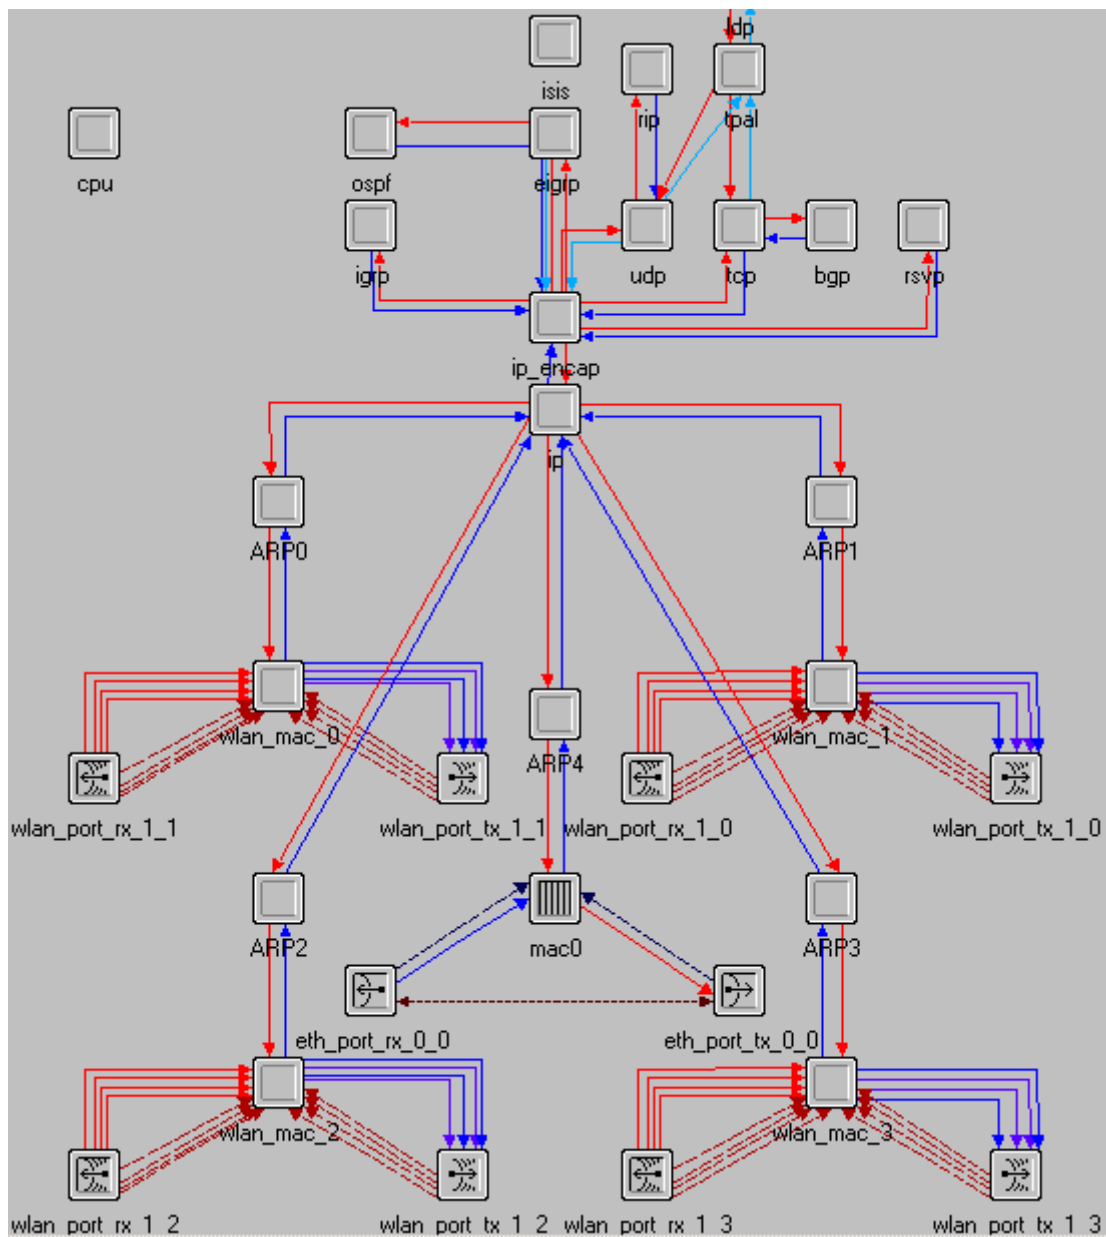 ldp
isis
rip
tpal
cpu
ospf
eigrp
igrp
udp
tcp
bgp
rsvp
ip_encap
ip
ARP0
ARP1
wlan_mac_0
wlan_mac_1
ARP4
wlan_port_rx_1_1
wlan_port_tx_1_1
wlan_port_rx_1_0
wlan_port_tx_1_0
ARP2
mac0
ARP3
eth_port_rx_0_0
eth_port_tx_0_0
wlan_mac_2
wlan_mac_3
wlan_port_rx_1_2
wlan_port_tx_1_2
wlan_port_rx_1_3
wlan_port_tx_1_3